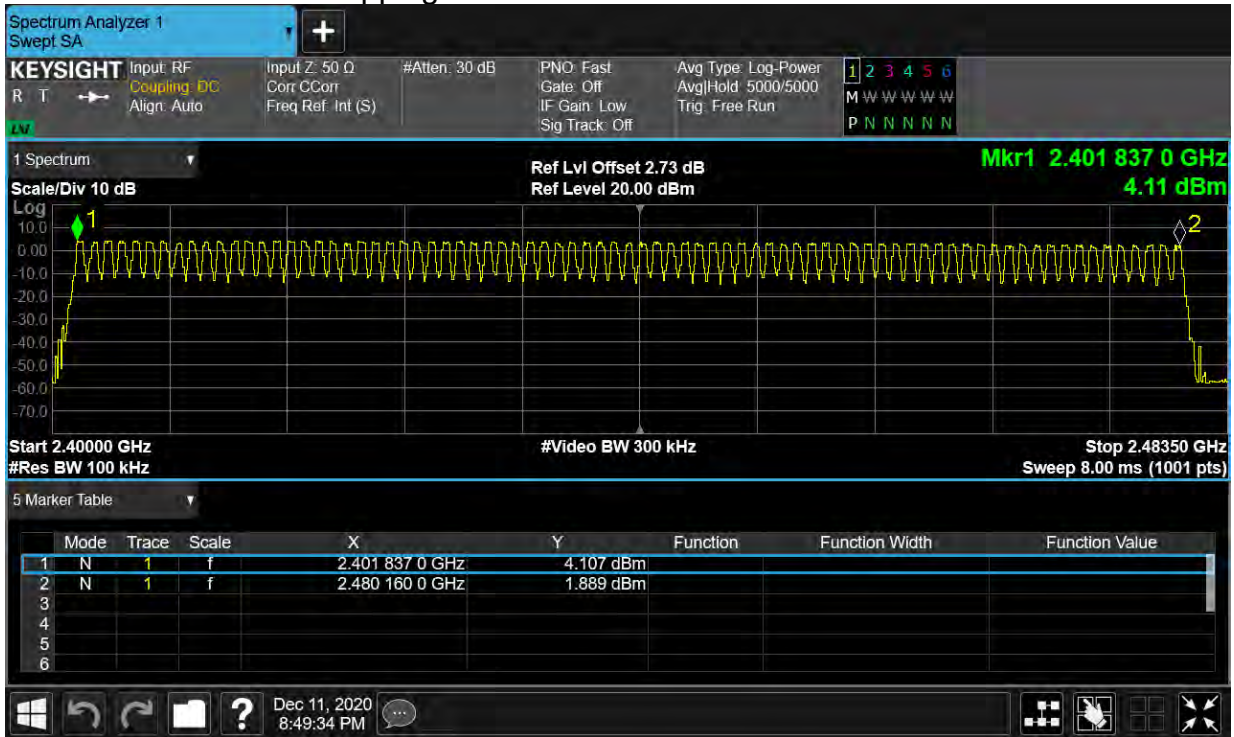 pping
Spectrum Analyzer 1
Swept SA
+
KEYSIGHT Input: RF Input Z: 50 Ω #Atten: 30 dB PNO: Fast Avg Type: Log-Power 1 2 3 4 5 6
R T Coupling: DC Corr CCorr Gate: Off Avg|Hold: 5000/5000 M W W W W W W
Align: Auto Freq Ref: Int (S) IF Gain: Low Trig: Free Run
Sig Track: Off P N N N N N N
1 Spectrum Ref Lvl Offset 2.73 dB Mkr1 2.401 837 0 GHz
Scale/Div 10 dB Ref Level 20.00 dBm 4.11 dBm
Log
1 2
10.0
0.00
-10.0
-20.0
-30.0
-40.0
-50.0
-60.0
-70.0
Start 2.40000 GHz #Video BW 300 kHz Stop 2.48350 GHz
#Res BW 100 kHz Sweep 8.00 ms (1001 pts)
5 Marker Table
Mode Trace Scale X Y Function Function Width Function Value
1 N 1 f 2.401 837 0 GHz 4.107 dBm
2 N 1 f 2.480 160 0 GHz 1.889 dBm
3
4
5
6
? Dec 11, 2020
8:49:34 PM